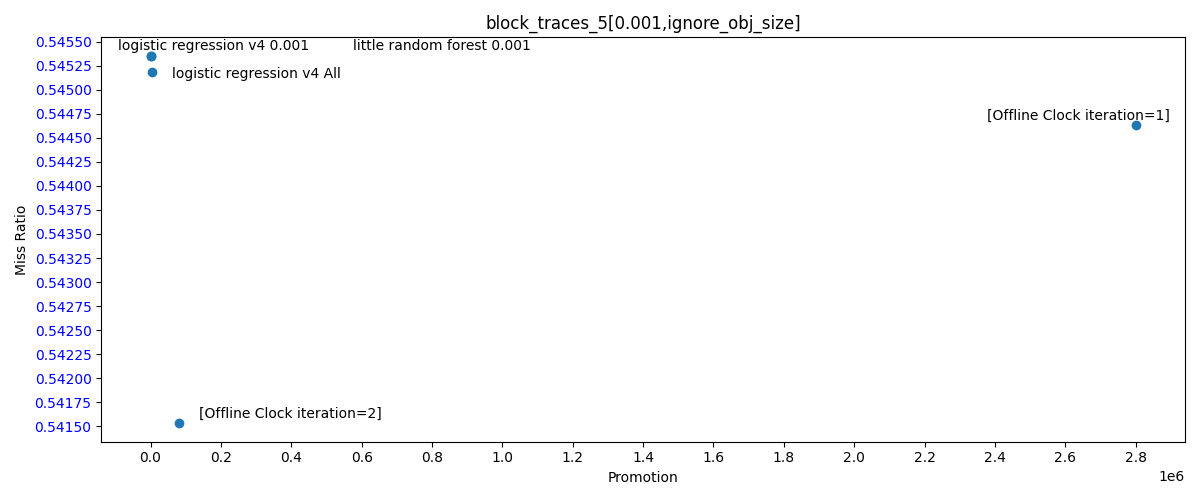 block_traces_5[0.001,ignore_obj_size]
logistic regression v4 0.001
little random forest 0.001
logistic regression v4 All
[Offline Clock iteration=1]
[Offline Clock iteration=2]
Miss Ratio
0.54550
0.54525
0.54500
0.54475
0.54450
0.54425
0.54400
0.54375
0.54350
0.54325
0.54300
0.54275
0.54250
0.54225
0.54200
0.54175
0.54150
0.0 0.2 0.4 0.6 0.8 1.0 1.2 1.4 1.6 1.8 2.0 2.2 2.4 2.6 2.8
Promotion
1e6